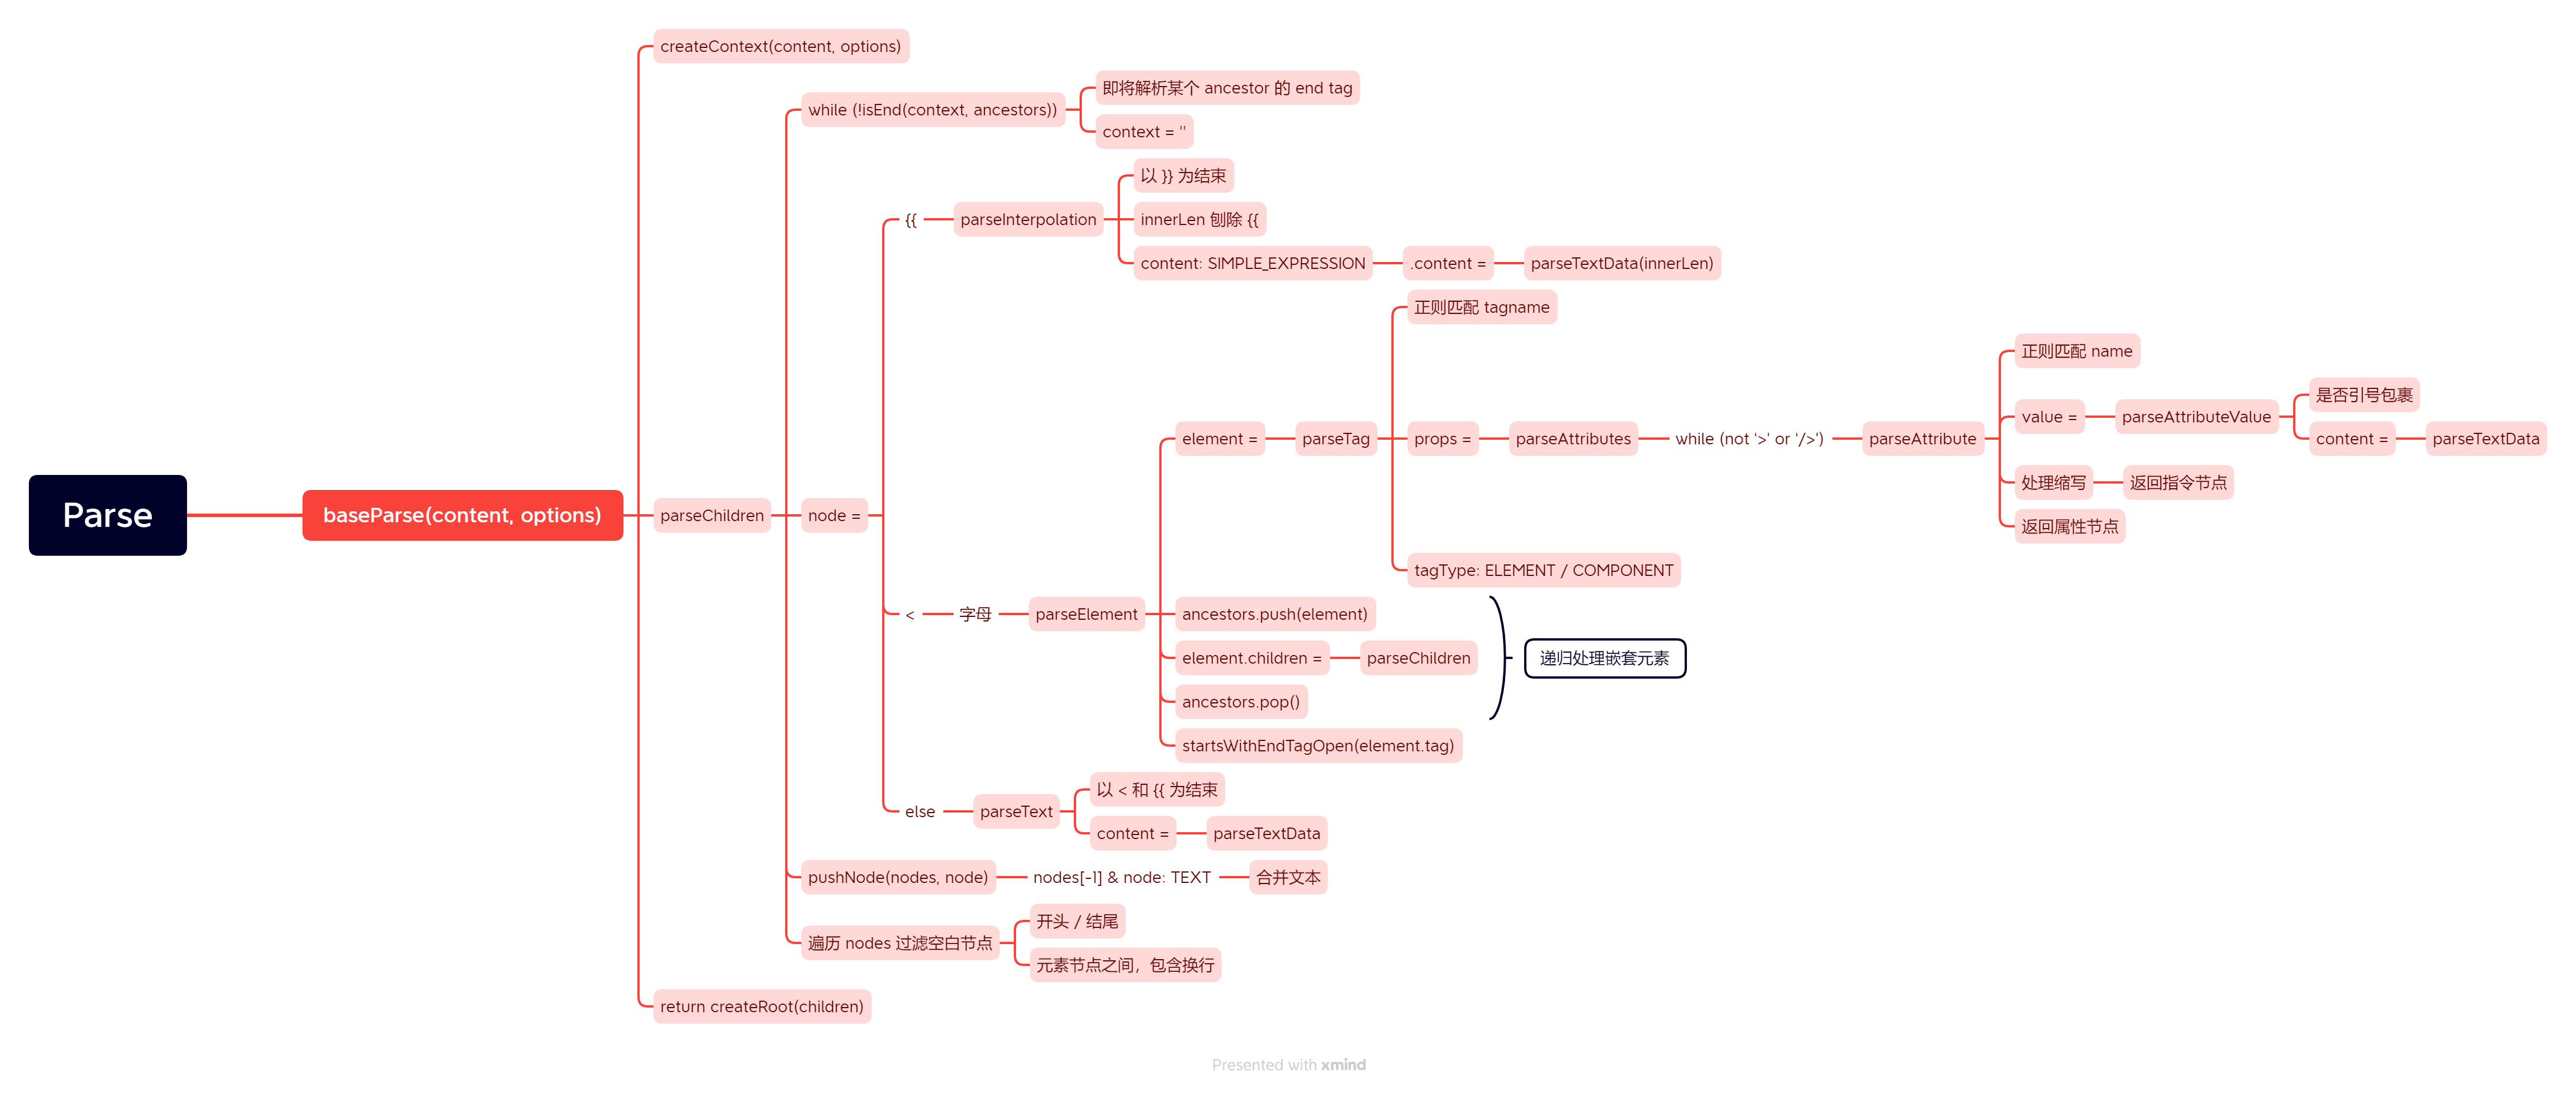 Parse
baseParse(content, options)
createContext(content, options)
parseChildren
while (!isEnd(context, ancestors))
即将解析某个 ancestor 的 end tag
context = ''
node =
{{
parseInterpolation
以 }} 为结束
innerLen 刨除 {{
content: SIMPLE_EXPRESSION
.content =
parseTextData(innerLen)
<
字母
parseElement
element =
parseTag
正则匹配 tagname
props =
parseAttributes
while (not '>' or '/>')
parseAttribute
正则匹配 name
value =
parseAttributeValue
是否引号包裹
content =
parseTextData
处理缩写
返回指令节点
返回属性节点
tagType: ELEMENT / COMPONENT
ancestors.push(element)
element.children =
parseChildren
ancestors.pop()
递归处理嵌套元素
startsWithEndTagOpen(element.tag)
else
parseText
以 < 和 {{ 为结束
content =
parseTextData
pushNode(nodes, node)
nodes[-1] & node: TEXT
合并文本
遍历 nodes 过滤空白节点
开头 / 结尾
元素节点之间，包含换行
return createRoot(children)
Presented with xmind